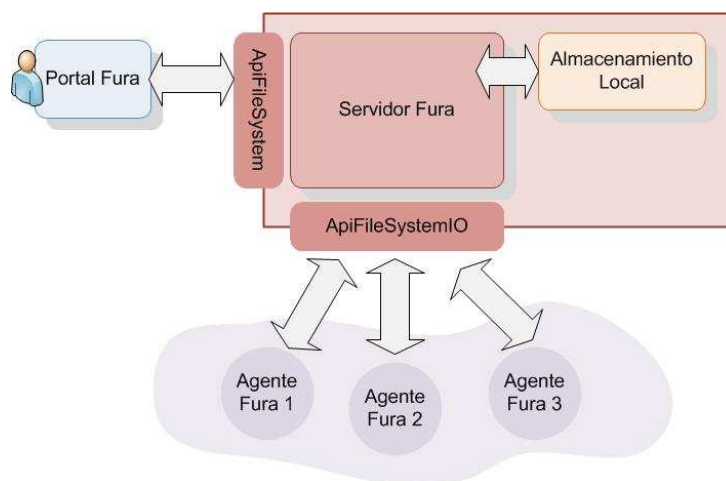 Portal Fura
ApiFileSystem
Servidor Fura
Almacenamiento
Local
ApiFileSystemIO
Agente
Fura 1
Agente
Fura 2
Agente
Fura 3